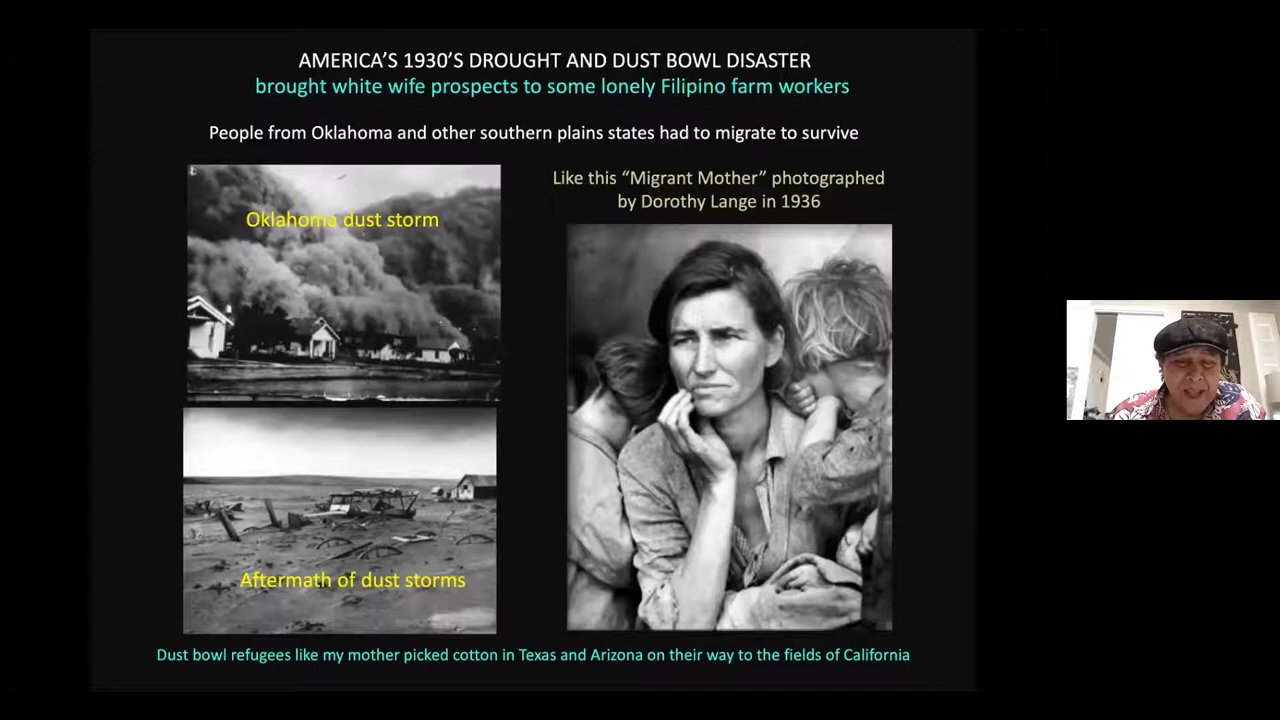 AMERICA'S 1930'S DROUGHT AND DUST BOWL DISASTER
brought white wife prospects to some lonely Filipino farm workers
People from Oklahoma and other southern plains states had to migrate to survive
Oklahoma dust storm
Like this “Migrant Mother” photographed
by Dorothy Lange in 1936
Aftermath of dust storms
Dust bowl refugees like my mother picked cotton in Texas and Arizona on their way to the fields of California